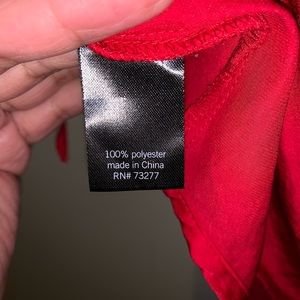 100% polyester
made in China
RN# 73277